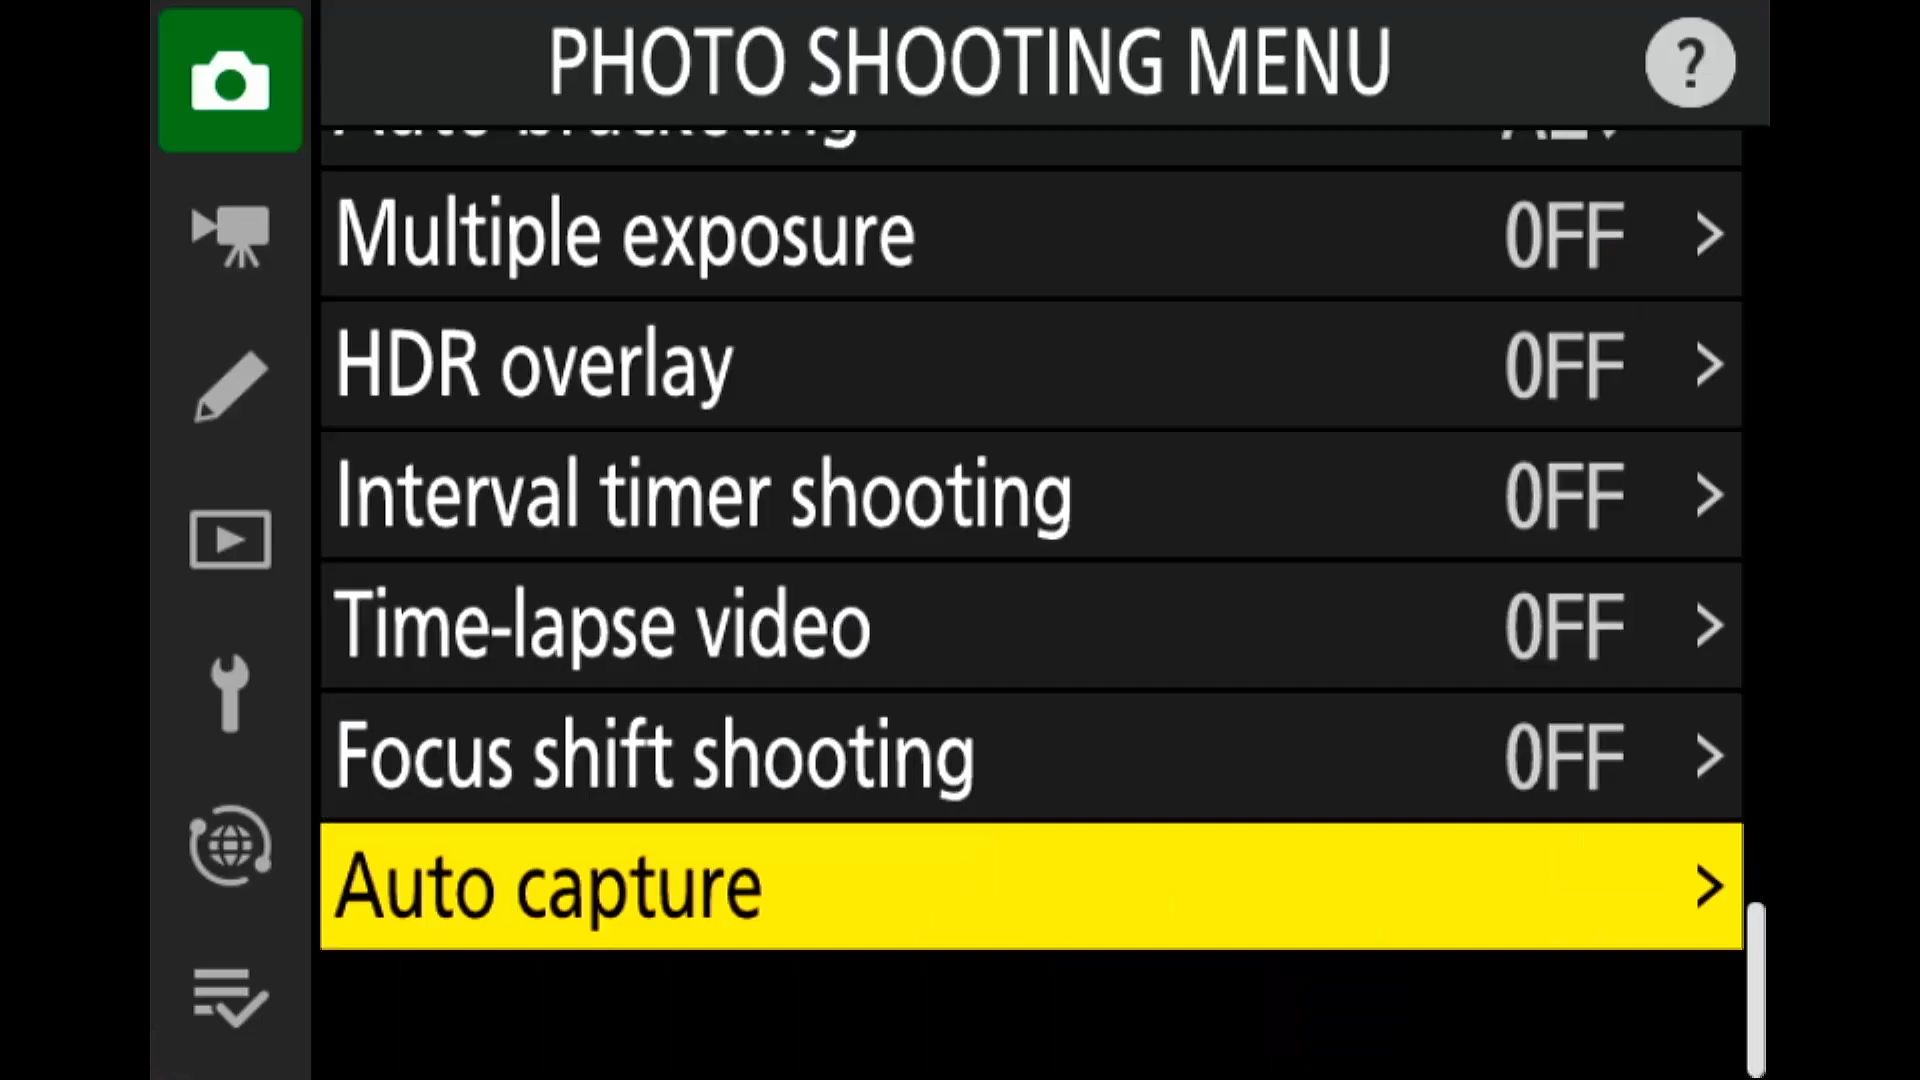 PHOTO SHOOTING MENU ?
Multiple exposure OFF >
HDR overlay OFF >
Interval timer shooting OFF >
Time-lapse video OFF >
Focus shift shooting OFF >
Auto capture >